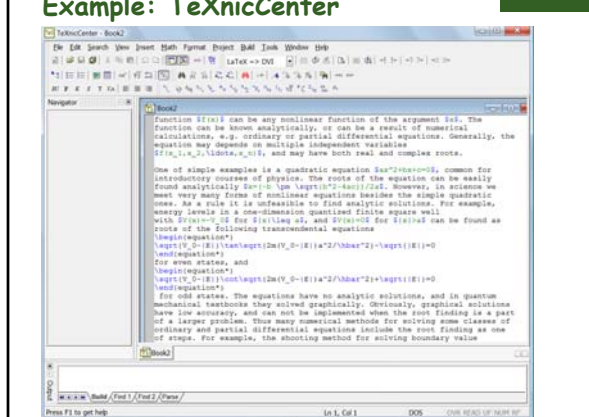 Example: TeXnicCenter
TeXnicCenter - Book2
File Edit Search View Insert Math Format Project Build Tools Window Help
LaTeX => DVI
Navigator
Book2
function $f(x)$ can be any nonlinear function of the argument $x$. The
function can be known analytically, or can be a result of numerical
calculations, e.g. ordinary or partial differential equations. Generally, the
equation may depends on multiple independent variables
$f(x_1,x_2,\ldots,x_n)$, and may have both real and complex roots.
One of simple examples is a quadratic equation $ax^2+bx+c=0$, common for
introductory courses of physics. The roots of the equation can be easily
found analytically $x=(-b \pm \sqrt{b^2-4ac})/2a$. However, in science we
meet very many forms of nonlinear equations besides the simple quadratic
ones. As a rule it is unfeasible to find analytic solutions. For example,
energy levels in a one-dimension quantized finite square well
with $V(x)=-V_0$ for $|x|\leq a$, and $V(x)=0$ for $|x|>a$ can be found as
roots of the following transcendental equations
\begin{equation*}
\sqrt{V_0-|E|}\tan\sqrt{2m(V_0-|E|)a^2/\hbar^2}-\sqrt{|E|}=0
\end{equation*}
for even states, and
\begin{equation*}
\sqrt{V_0-|E|}\cot\sqrt{2m(V_0-|E|)a^2/\hbar^2}+\sqrt{|E|}=0
\end{equation*}
for odd states. The equations have no analytic solutions, and in quantum
mechanical textbooks they solved graphically. Obviously, graphical solutions
have low accuracy, and can not be implemented when the root finding is a part
of a larger problem. Thus many numerical methods for solving some classes of
ordinary and partial differential equations include the root finding as one
of steps. For example, the shooting method for solving boundary value
Book2
Output
Build Find 1 Find 2 Parse
Press F1 to get help
Ln 1, Col 1
DOS
OVR READ UF NUM RF